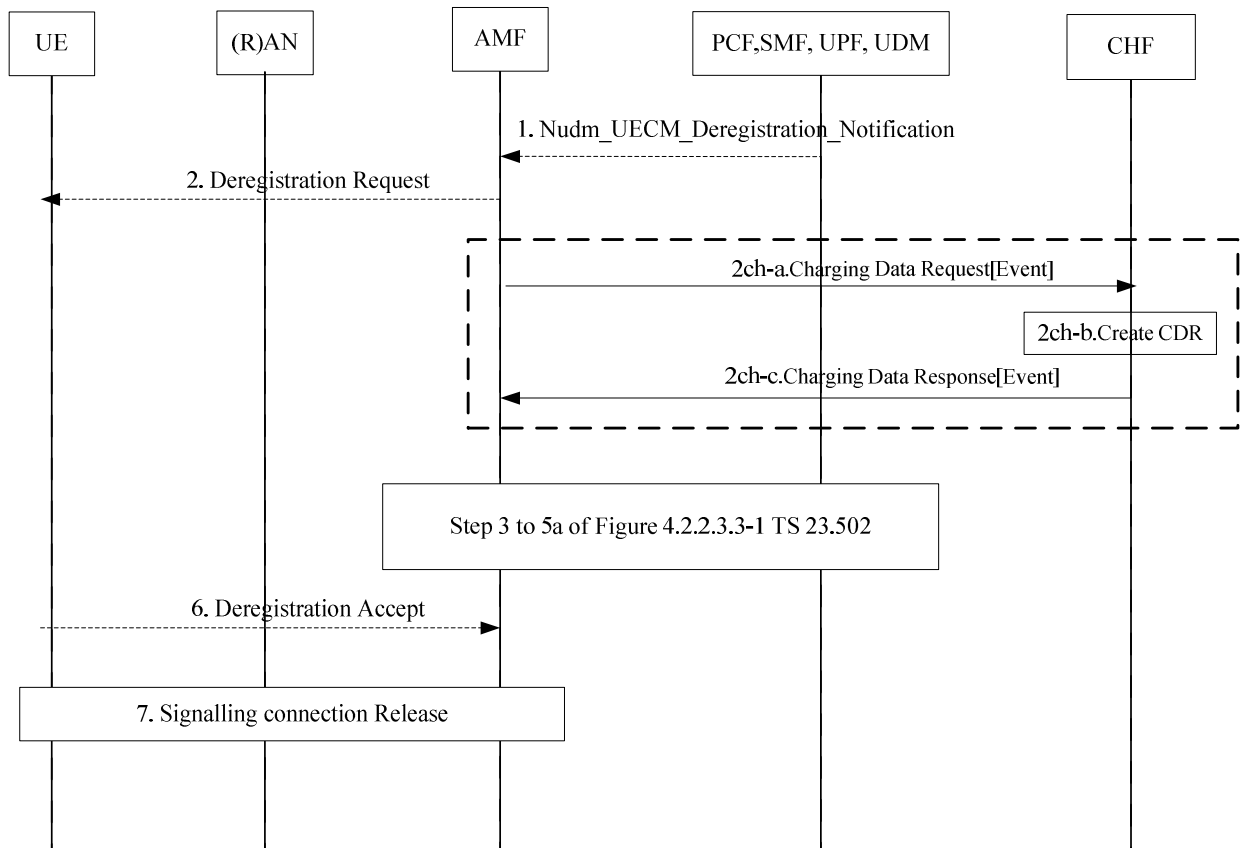 UE
(R)AN
AMF
PCF,SMF, UPF, UDM
CHF
1. Nudm_UECM_Deregistration_Notification
2. Deregistration Request
2ch-a.Charging Data Request[Event]
2ch-b.Create CDR
2ch-c.Charging Data Response[Event]
Step 3 to 5a of Figure 4.2.2.3.3-1 TS 23.502
6. Deregistration Accept
7. Signalling connection Release